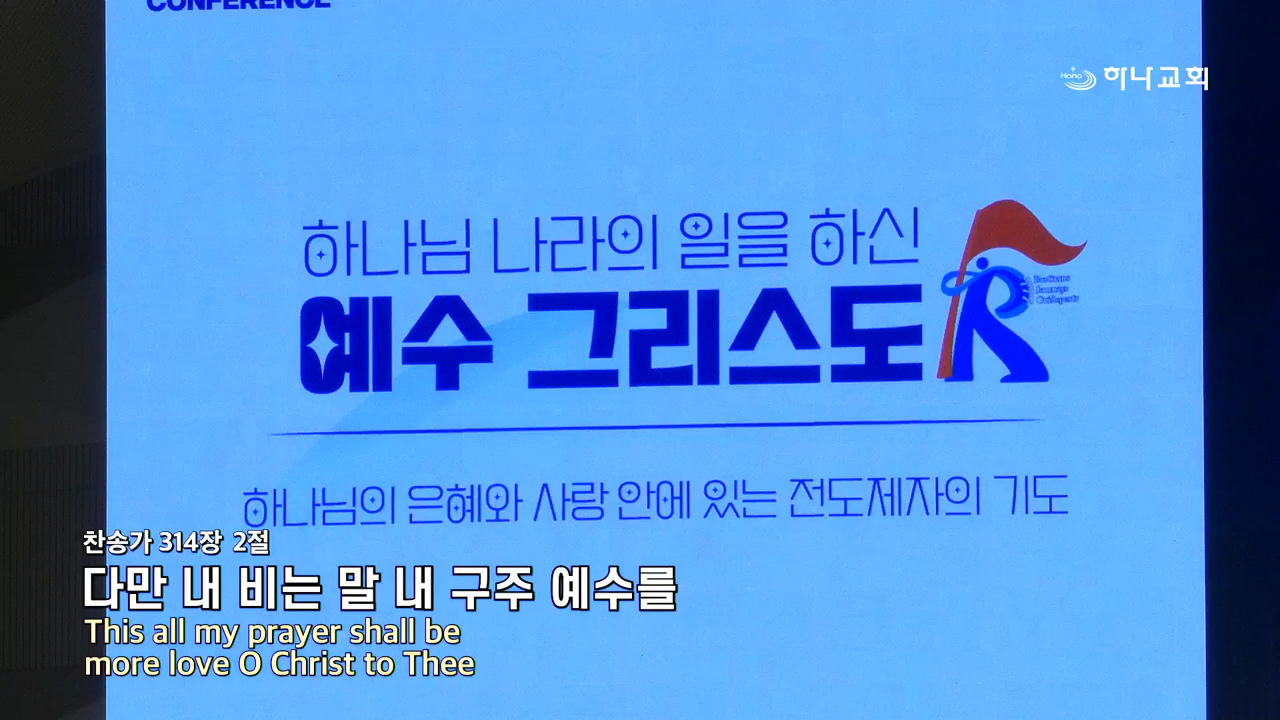 CONFERENCE
Hana 하나교회
하나님 나라의 일을 하신
예수 그리스도
Journeys
하나님의 은혜와 사랑 안에 있는 전도제자의 기도
찬송가 314장 2절
다만 내 비는 말 내 구주 예수를
This all my prayer shall be
more love O Christ to Thee